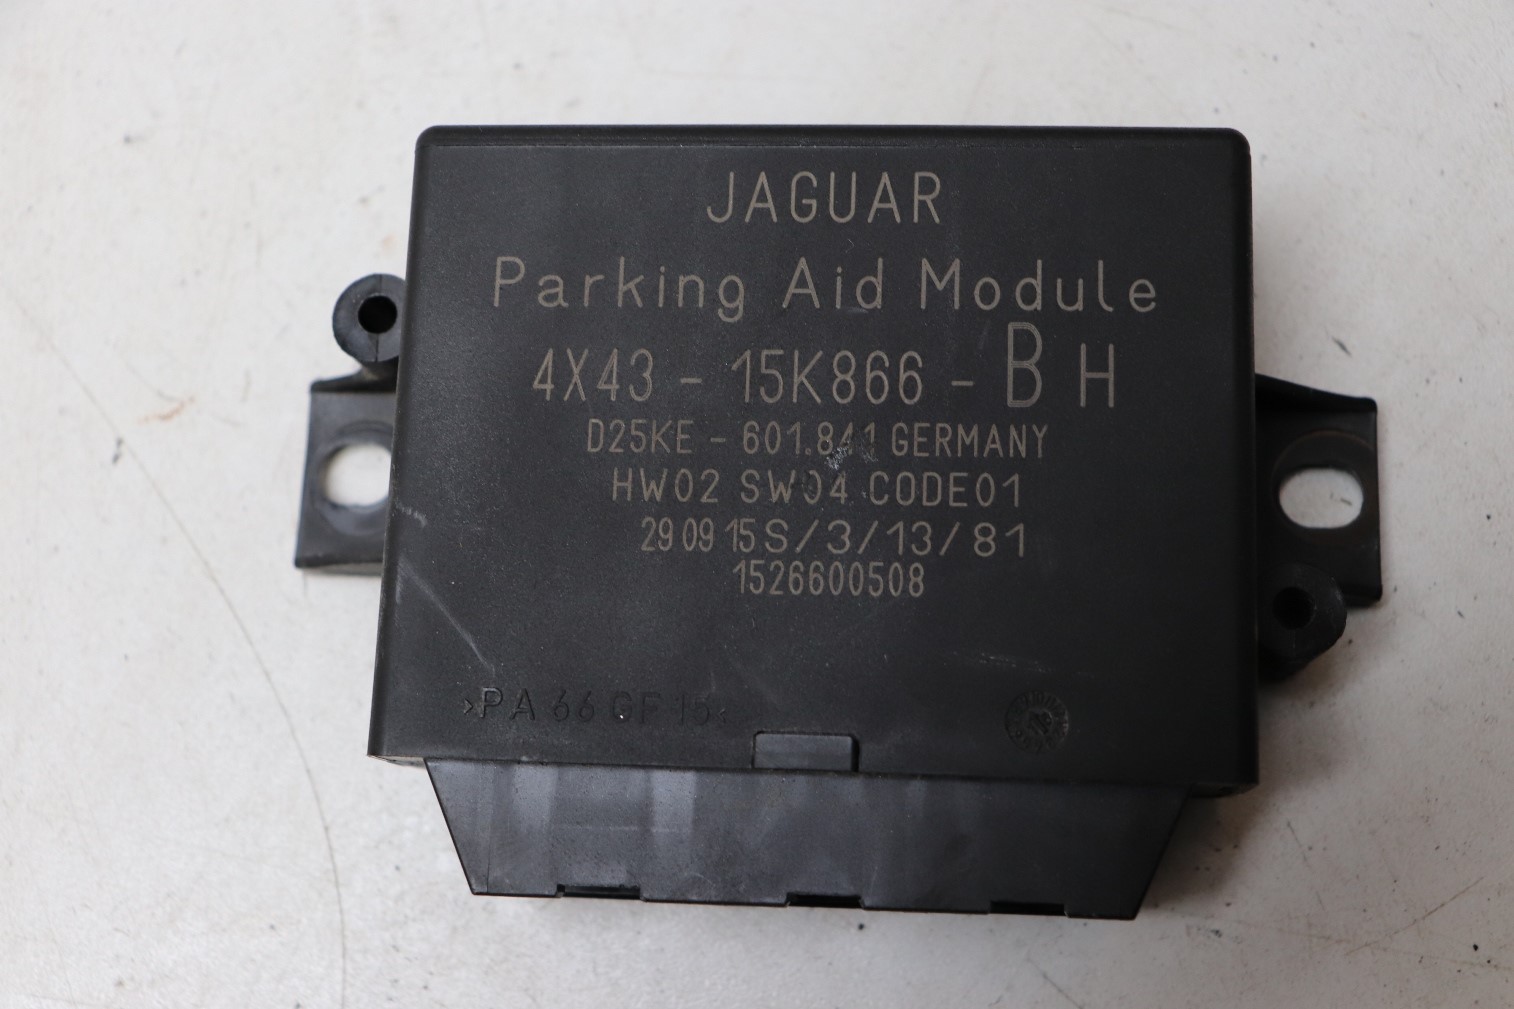 JAGUAR
Parking Aid Module
4X43 - 15K866 - B H
D25KE - 601.841 GERMANY
HW02 SW04 CODE01
29 09 15 S/3/13/81
1526600508
>PA 66 GF 15<